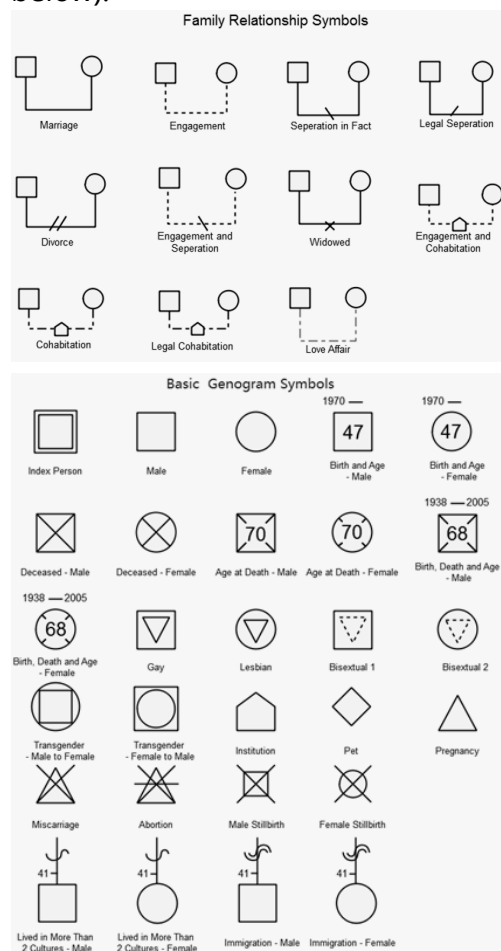 below).
Family Relationship Symbols
Marriage
Engagement
Seperation in Fact
Legal Seperation
Divorce
Engagement and
Seperation
Widowed
Engagement and
Cohabitation
Cohabitation
Legal Cohabitation
Love Affair
Basic Genogram Symbols
1970 —
1970 —
47
47
Index Person
Male
Female
Birth and Age
- Male
Birth and Age
- Female
1938 — 2005
70
70
68
Deceased - Male
Deceased - Female
Age at Death - Male
Age at Death - Female
Birth, Death and Age
- Male
1938 — 2005
68
Birth, Death and Age
- Female
Gay
Lesbian
Bisextual 1
Bisextual 2
Transgender
- Male to Female
Transgender
- Female to Male
Institution
Pet
Pregnancy
Miscarriage
Abortion
Male Stillbirth
Female Stillbirth
41
41
41
41
Lived in More Than
2 Cultures - Male
Lived in More Than
2 Cultures - Female
Immigration - Male
Immigration - Female